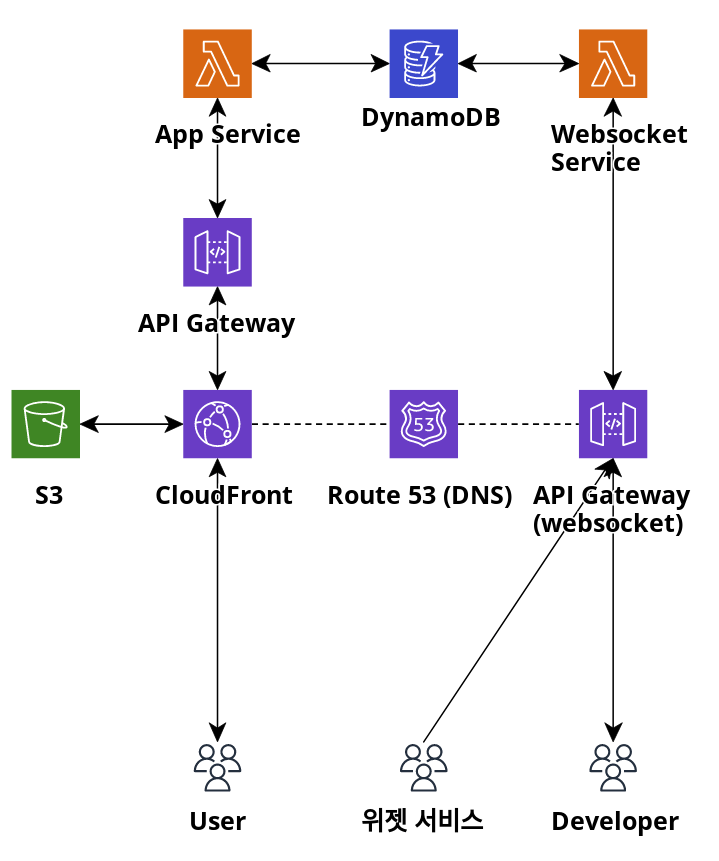 DynamoDB
App Service
Websocket
Service
API Gateway
53
S3
CloudFront
Route 53 (DNS)
API Gateway
(websocket)
User
위젯 서비스
Developer